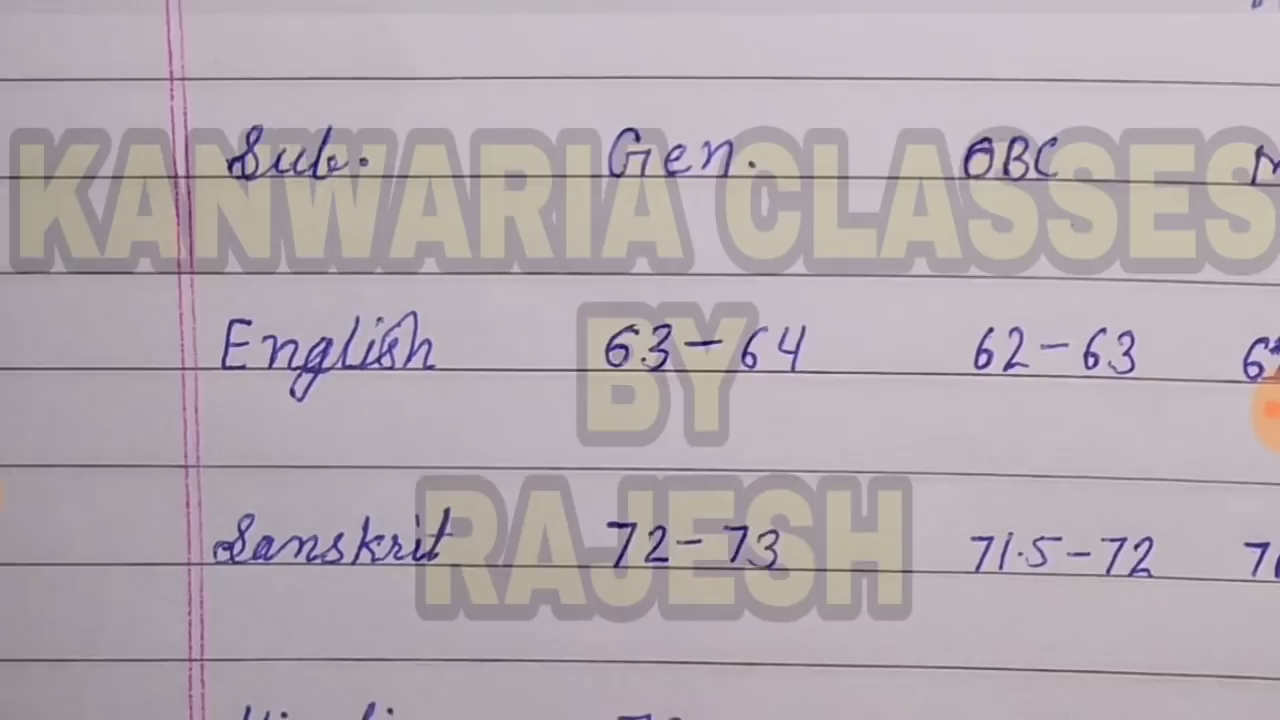 KANWARIA CLASSES
BY
RAJESH
Sub. Gen. OBC
English 63-64 62-63
Sanskrit 72-73 71.5-72